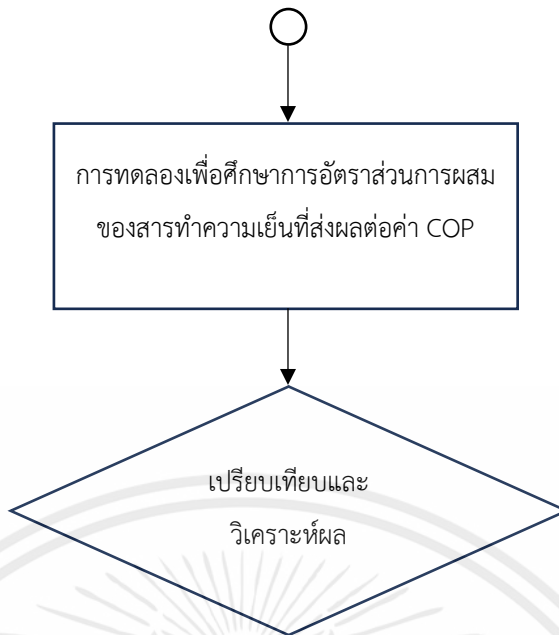 การทดลองเพื่อศึกษาการอัตราส่วนการผสม
ของสารทำความเย็นที่ส่งผลต่อค่า COP
เปรียบเทียบและ
วิเคราะห์ผล